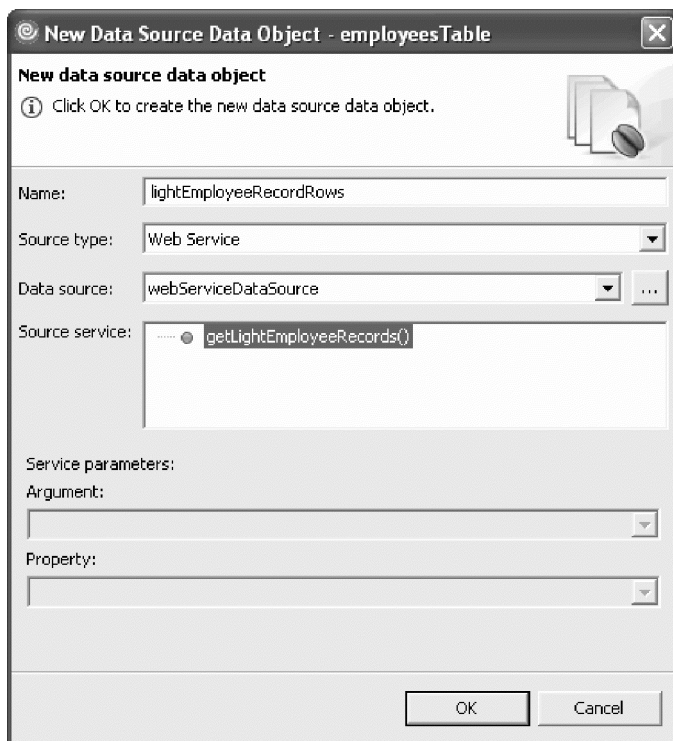 New Data Source Data Object - employeesTable
New data source data object
Click OK to create the new data source data object.
Name: lightEmployeeRecordRows
Source type: Web Service
Data source: webServiceDataSource ...
Source service: getLightEmployeeRecords()
Service parameters:
Argument:
Property:
OK Cancel